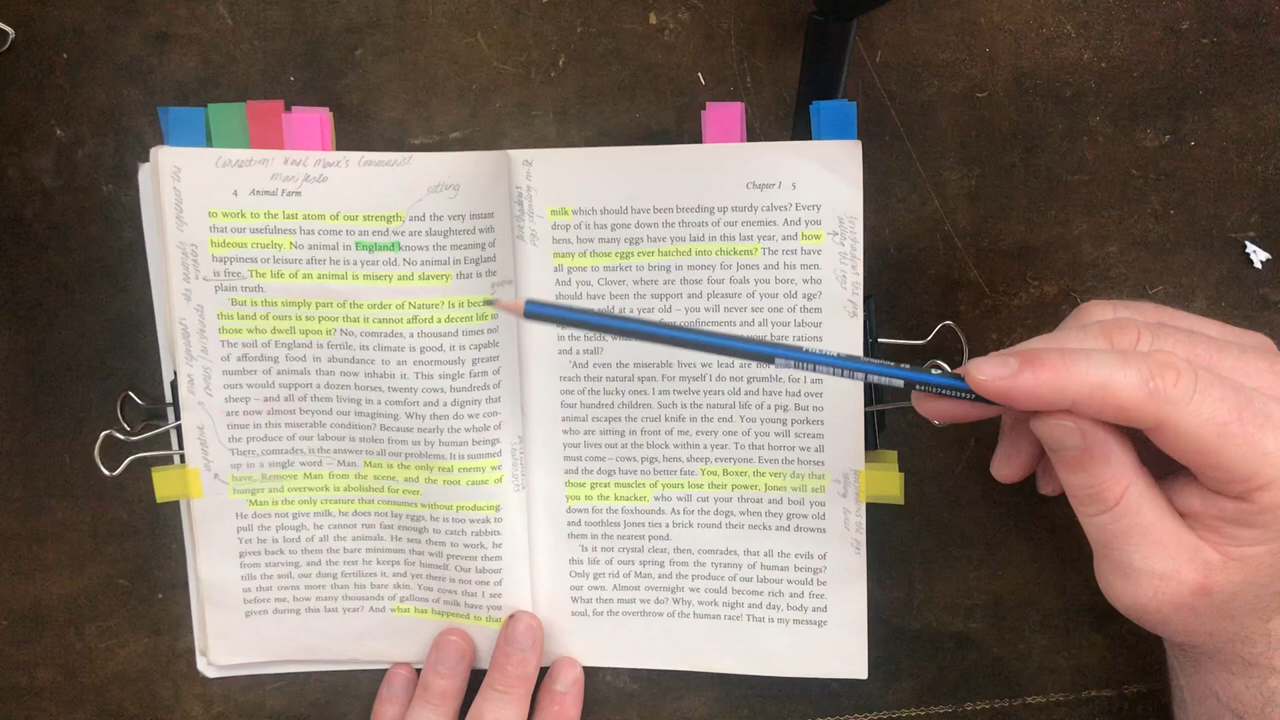 Connection: Karl Marx's Communist
Manifesto
4 Animal Farm
setting
to work to the last atom of our strength; and the very instant
that our usefulness has come to an end we are slaughtered with
hideous cruelty. No animal in England knows the meaning of
happiness or leisure after he is a year old. No animal in England
is free. The life of an animal is misery and slavery: that is the
plain truth.
'But is this simply part of the order of Nature? Is it
this land of ours is so poor that it cannot afford a decent life to
those who dwell upon it? No, comrades, a thousand times no!
The soil of England is fertile, its climate is good, it is capable
of affording food in abundance to an enormously greater
number of animals than now inhabit it. This single farm of
ours would support a dozen horses, twenty cows, hundreds of
sheep – and all of them living in a comfort and a dignity that
are now almost beyond our imagining. Why then do we con-
tinue in this miserable condition? Because nearly the whole of
the produce of our labour is stolen from us by human beings.
There, comrades, is the answer to all our problems. It is summed
up in a single word – Man. Man is the only real enemy we
have. Remove Man from the scene, and the root cause of
hunger and overwork is abolished for ever.
'Man is the only creature that consumes without producing.
He does not give milk, he does not lay eggs, he is too weak to
pull the plough, he cannot run fast enough to catch rabbits.
Yet he is lord of all the animals. He sets them to work, he
gives back to them the bare minimum that will prevent them
from starving, and the rest he keeps for himself. Our labour
tills the soil, our dung fertilizes it, and yet there is not one of
us that owns more than his bare skin. You cows that I see
before me, how many thousands of gallons of milk have you
given during this last year? And what has happened to that
Chapter I 5
milk which should have been breeding up sturdy calves? Every
drop of it has gone down the throats of our enemies. And you
hens, how many eggs have you laid in this last year, and how
many of those eggs ever hatched into chickens? The rest have
all gone to market to bring in money for Jones and his men.
And you, Clover, where are those four foals you bore, who
should have been the support and pleasure of your old age?
sold at a year old – you will never see one of them
four confinements and all your labour
in the fields, your bare rations
and a stall?
'And even the miserable lives we lead are not
reach their natural span. For myself I do not grumble, for I am
one of the lucky ones. I am twelve years old and have had over
four hundred children. Such is the natural life of a pig. But no
animal escapes the cruel knife in the end. You young porkers
who are sitting in front of me, every one of you will scream
your lives out at the block within a year. To that horror we all
must come – cows, pigs, hens, sheep, everyone. Even the horses
and the dogs have no better fate. You, Boxer, the very day that
those great muscles of yours lose their power, Jones will sell
you to the knacker, who will cut your throat and boil you
down for the foxhounds. As for the dogs, when they grow old
and toothless Jones ties a brick round their necks and drowns
them in the nearest pond.
'Is it not crystal clear, then, comrades, that all the evils of
this life of ours spring from the tyranny of human beings?
Only get rid of Man, and the produce of our labour would be
our own. Almost overnight we could become rich and free.
What then must we do? Why, work night and day, body and
soul, for the overthrow of the human race! That is my message